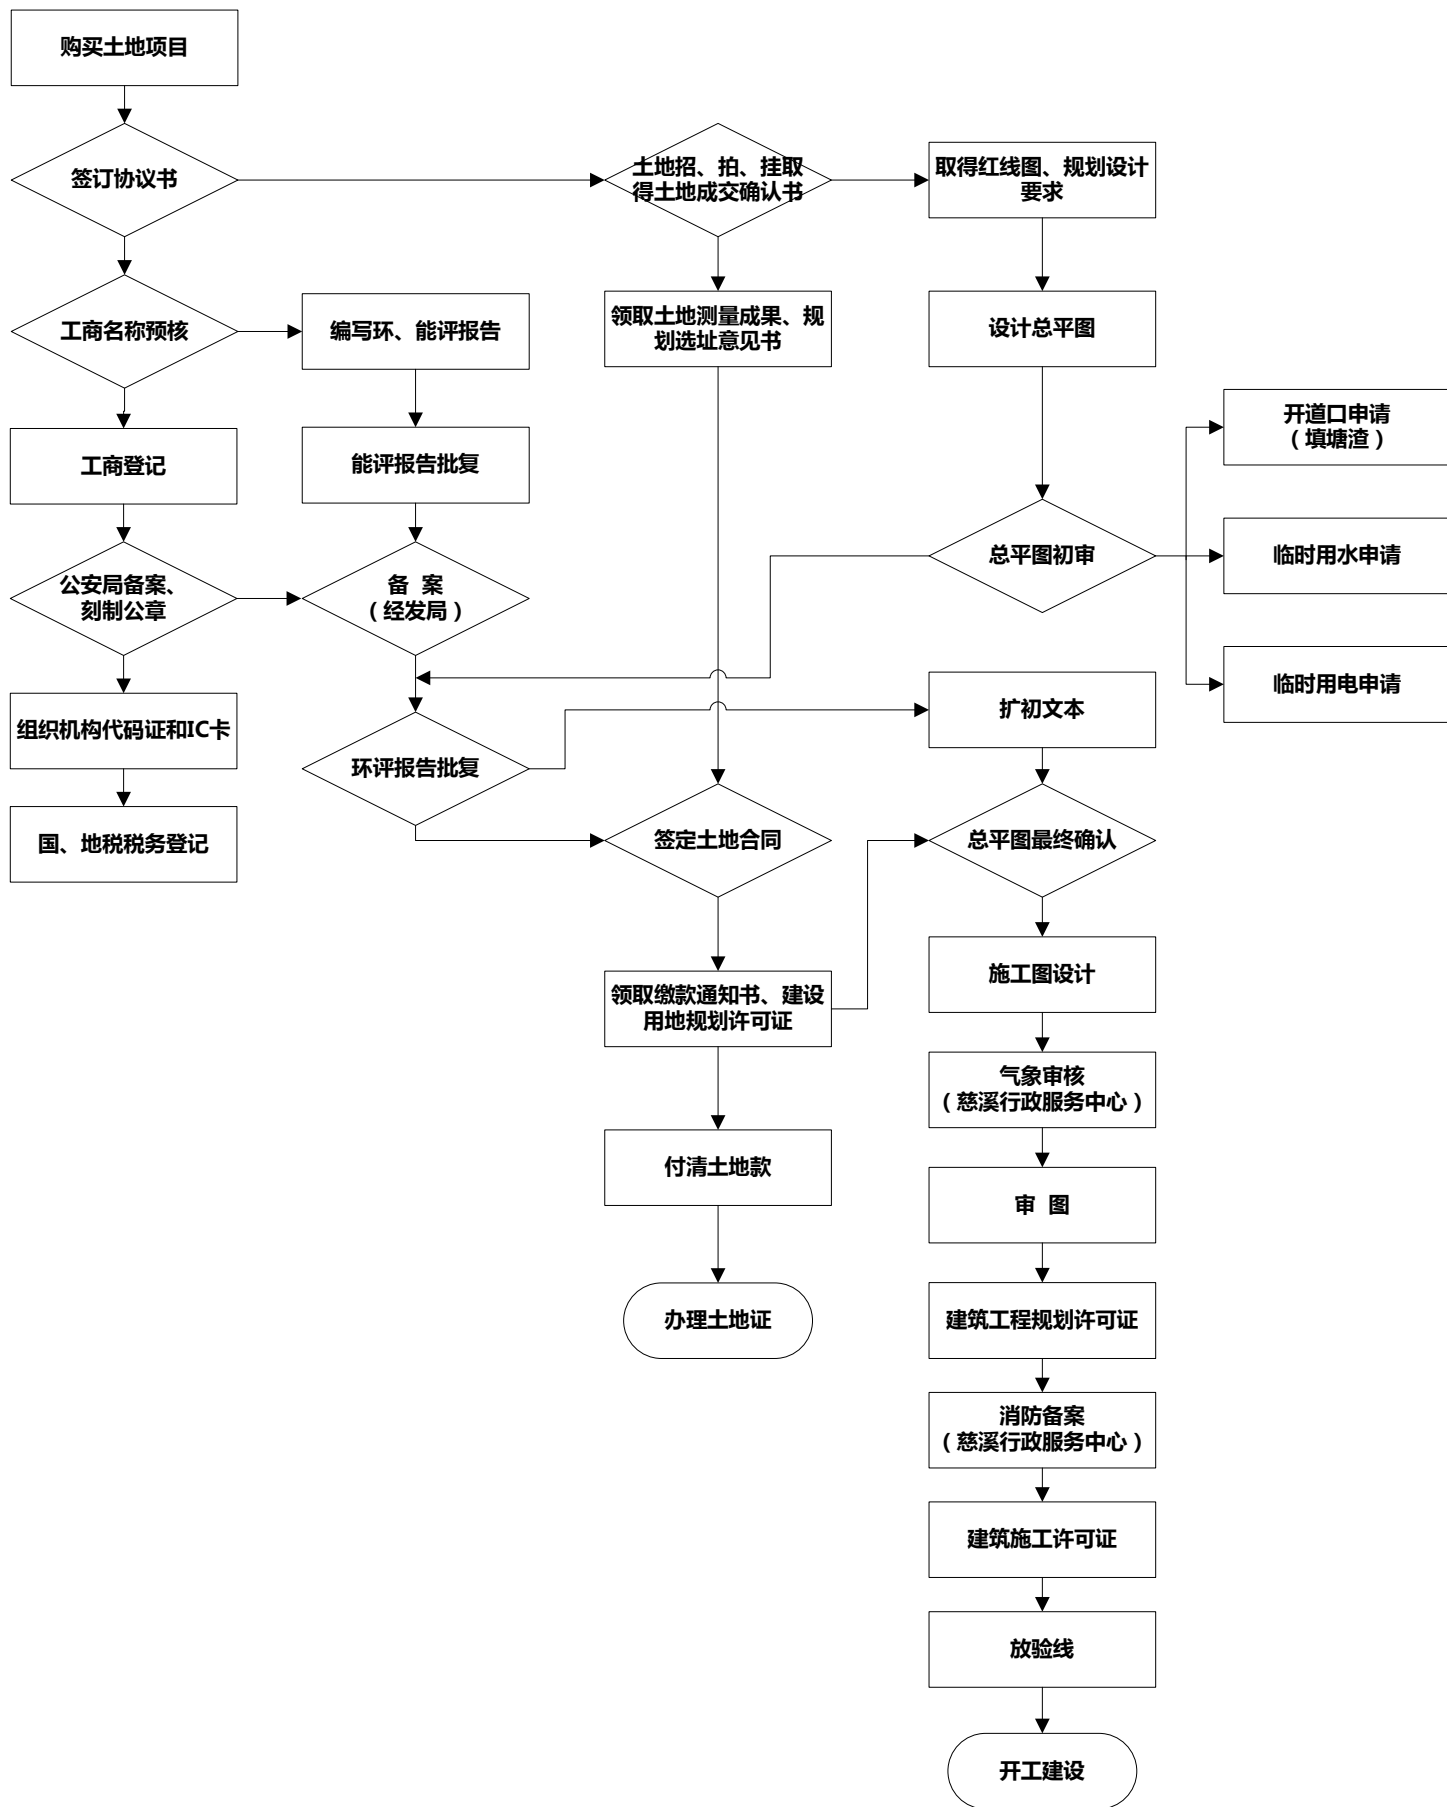 购买土地项目
签订协议书
土地招、拍、挂取
得土地成交确认书
取得红线图、规划设计
要求
工商名称预核
编写环、能评报告
领取土地测量成果、规
划选址意见书
设计总平图
开道口申请
（填塘渣）
工商登记
能评报告批复
总平图初审
临时用水申请
公安局备案、
刻制公章
备 案
（经发局）
临时用电申请
组织机构代码证和IC卡
扩初文本
环评报告批复
国、地税税务登记
签定土地合同
总平图最终确认
施工图设计
领取缴款通知书、建设
用地规划许可证
气象审核
（慈溪行政服务中心）
付清土地款
审 图
办理土地证
建筑工程规划许可证
消防备案
（慈溪行政服务中心）
建筑施工许可证
放验线
开工建设